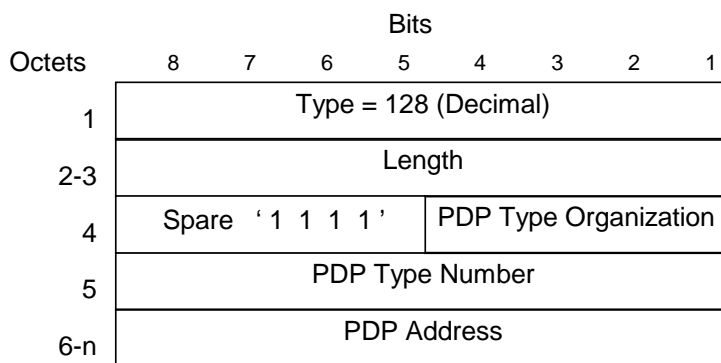 Bits
Octets 8 7 6 5 4 3 2 1
1 Type = 128 (Decimal)
2-3 Length
4 Spare ‘ 1 1 1 1 ’ PDP Type Organization
5 PDP Type Number
6-n PDP Address